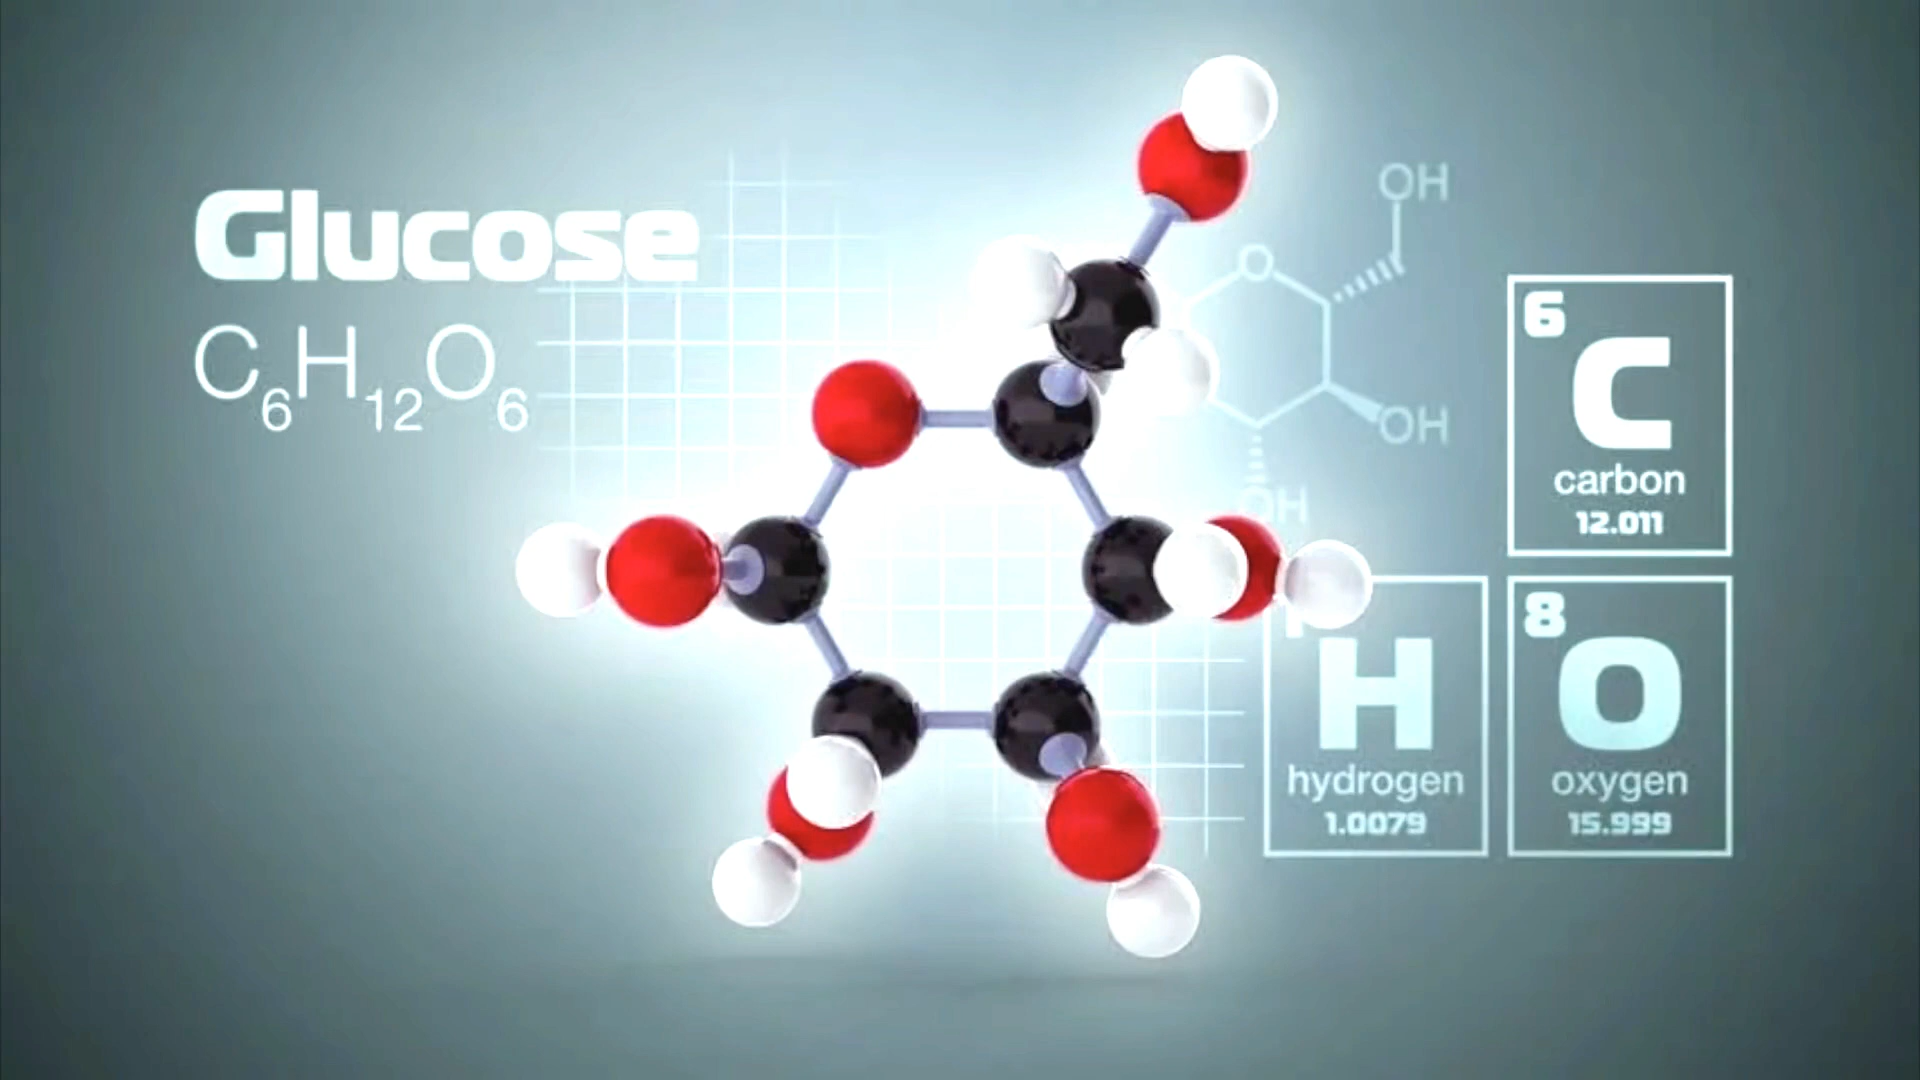 Glucose
C₆H₁₂O₆
OH
O
OH
OH
6
C
carbon
12.011
H
hydrogen
1.0079
8
O
oxygen
15.999